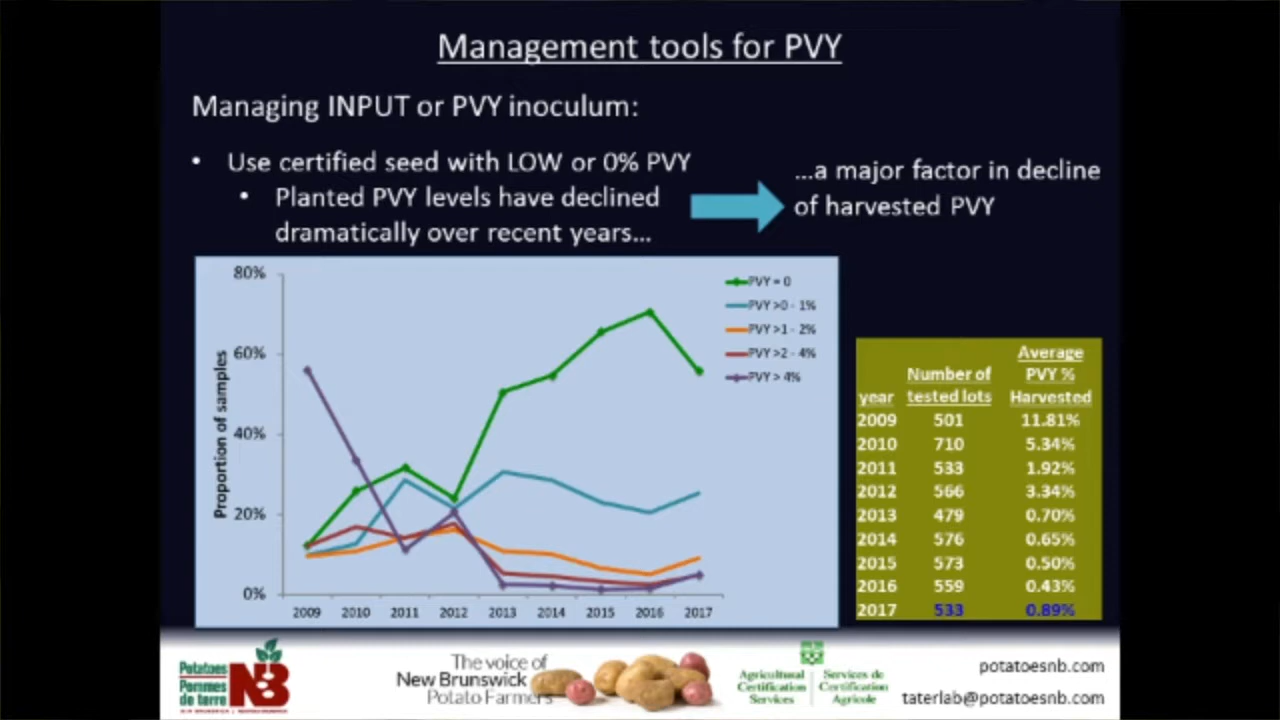 Management tools for PVY
Managing INPUT or PVY inoculum:
• Use certified seed with LOW or 0% PVY
• Planted PVY levels have declined
dramatically over recent years...
...a major factor in decline
of harvested PVY
80%
60%
40%
20%
0%
Proportion of samples
2009 2010 2011 2012 2013 2014 2015 2016 2017
PVY = 0
PVY >0 - 1%
PVY >1 - 2%
PVY >2 - 4%
PVY > 4%
Average
Number of PVY %
year tested lots Harvested
2009 501 11.81%
2010 710 5.34%
2011 533 1.92%
2012 566 3.34%
2013 479 0.70%
2014 576 0.65%
2015 573 0.50%
2016 559 0.43%
2017 533 0.89%
Potatoes NB
Pommes
de terre
The voice of
New Brunswick
Potato Farmers
Agricultural Services de
Certification Certification
Services Agricole
potatoesnb.com
taterlab@potatoesnb.com